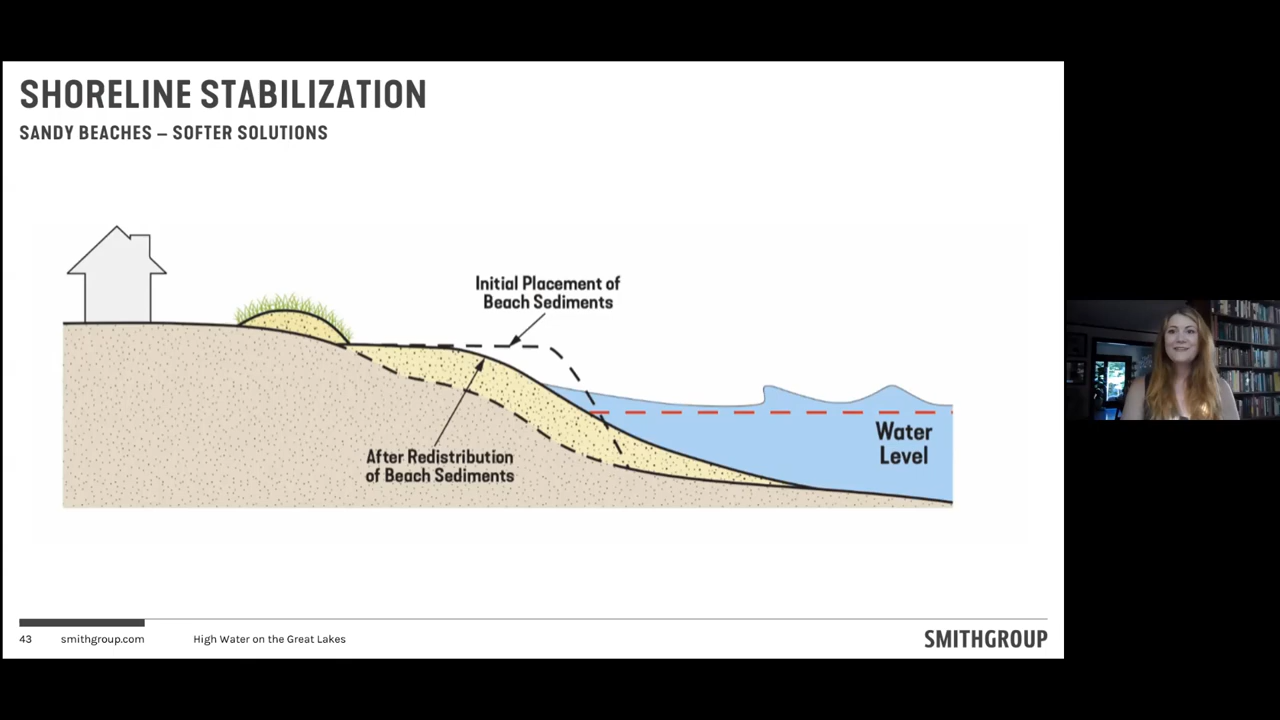 SHORELINE STABILIZATION
SANDY BEACHES – SOFTER SOLUTIONS
Initial Placement of
Beach Sediments
After Redistribution
of Beach Sediments
Water
Level
43 smithgroup.com High Water on the Great Lakes SMITHGROUP